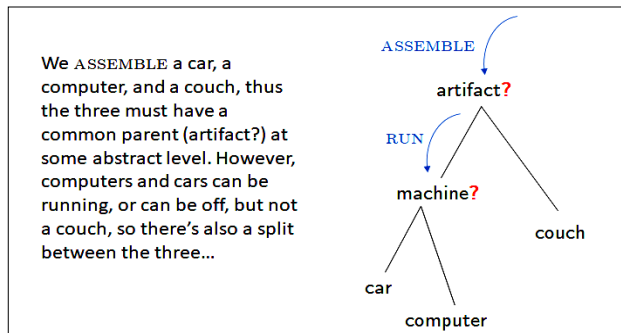 We ASSEMBLE a car, a
computer, and a couch, thus
the three must have a
common parent (artifact?) at
some abstract level. However,
computers and cars can be
running, or can be off, but not
a couch, so there's also a split
between the three…
ASSEMBLE
artifact?
RUN
machine?
couch
car
computer